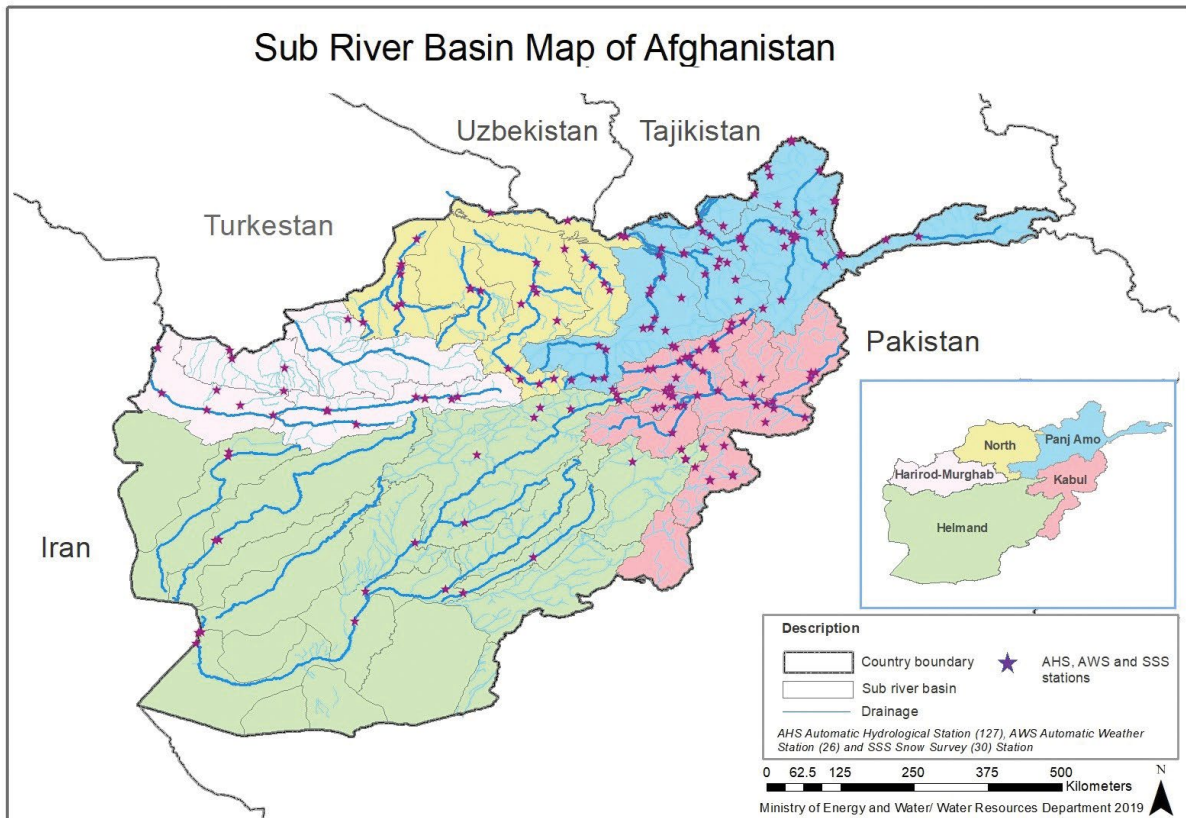 Sub River Basin Map of Afghanistan
Uzbekistan
Tajikistan
Turkestan
Pakistan
Iran
North
Panj Amo
Harirod-Murghab
Kabul
Helmand
Description
Country boundary
AHS, AWS and SSS
stations
Sub river basin
Drainage
AHS Automatic Hydrological Station (127), AWS Automatic Weather
Station (26) and SSS Snow Survey (30) Station
0 62.5 125 250 375 500
Kilometers
N
Ministry of Energy and Water/ Water Resources Department 2019